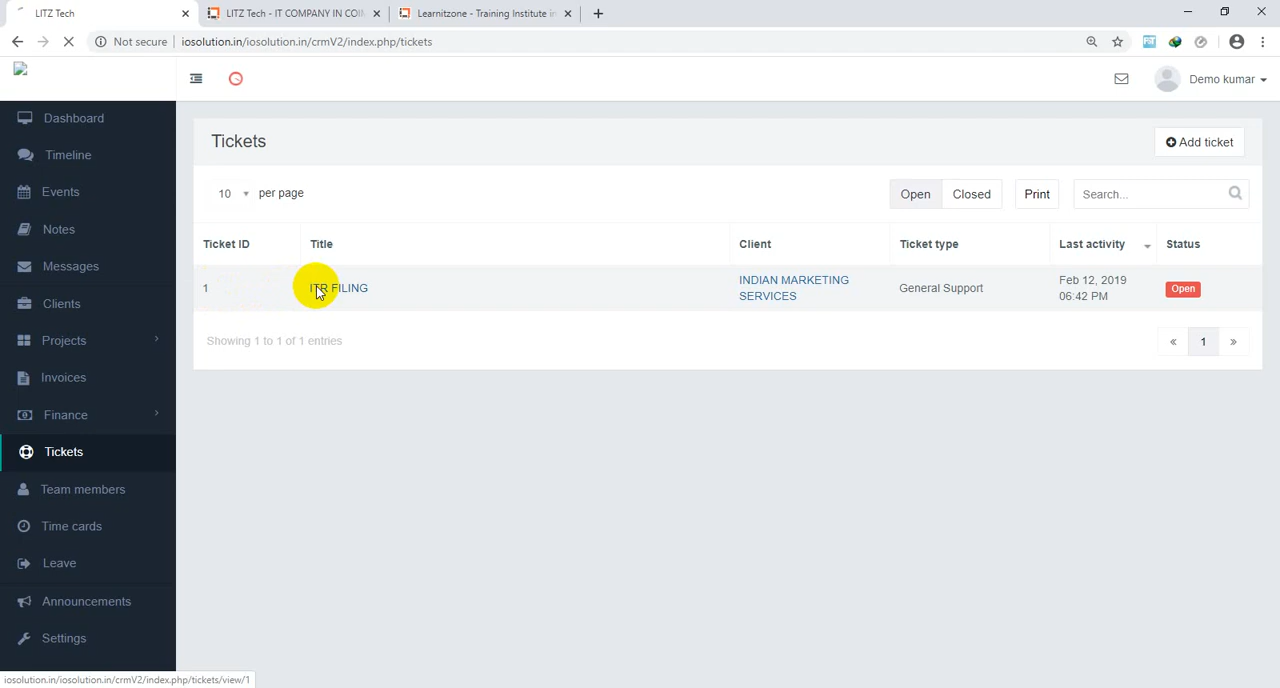 LITZ Tech
LITZ Tech - IT COMPANY IN COI
Learnitzone - Training Institute in
Not secure
iosolution.in/iosolution.in/crmV2/index.php/tickets
Demo kumar
Dashboard
Timeline
Events
Notes
Messages
Clients
Projects
Invoices
Finance
Tickets
Team members
Time cards
Leave
Announcements
Settings
Tickets
Add ticket
10 per page
Open Closed Print Search...
Ticket ID Title Client Ticket type Last activity Status
1 ITR FILING INDIAN MARKETING SERVICES General Support Feb 12, 2019 06:42 PM Open
Showing 1 to 1 of 1 entries
« 1 »
iosolution.in/iosolution.in/crmV2/index.php/tickets/view/1